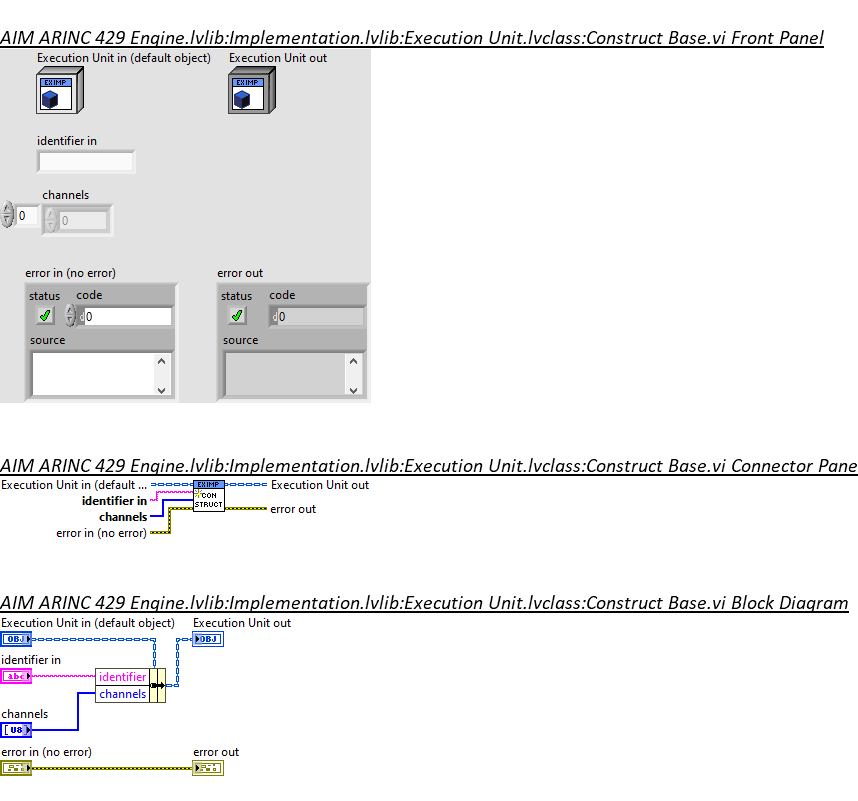 AIM ARINC 429 Engine.lvlib:Implementation.lvlib:Execution Unit.lvclass:Construct Base.vi Front Panel
Execution Unit in (default object) Execution Unit out
EXIMP EXIMP
identifier in
channels
0 0
error in (no error) error out
status code status code
d0 d0
source source
AIM ARINC 429 Engine.lvlib:Implementation.lvlib:Execution Unit.lvclass:Construct Base.vi Connector Pane
Execution Unit in (default ... EXIMP Execution Unit out
identifier in CON
channels STRUCT error out
error in (no error)
AIM ARINC 429 Engine.lvlib:Implementation.lvlib:Execution Unit.lvclass:Construct Base.vi Block Diagram
Execution Unit in (default object) Execution Unit out
OBJ OBJ
identifier in
abc identifier
channels
channels
[U8]
error in (no error) error out